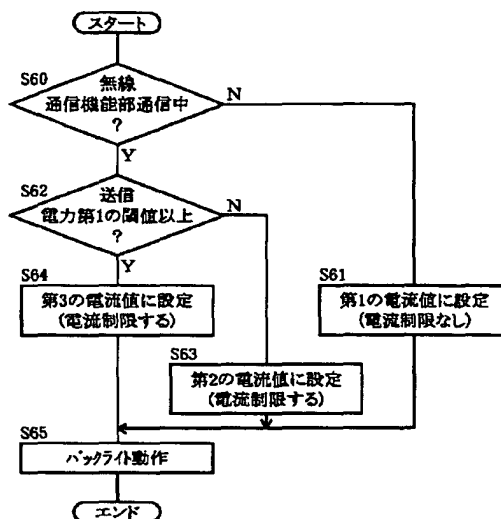 スタート
S60
無線
通信機能部通信中
?
N
Y
S62
送信
電力第1の閾値以上
?
N
Y
S64
第3の電流値に設定
(電流制限する)
S61
第1の電流値に設定
(電流制限なし)
S63
第2の電流値に設定
(電流制限する)
S65
バックライト動作
エンド